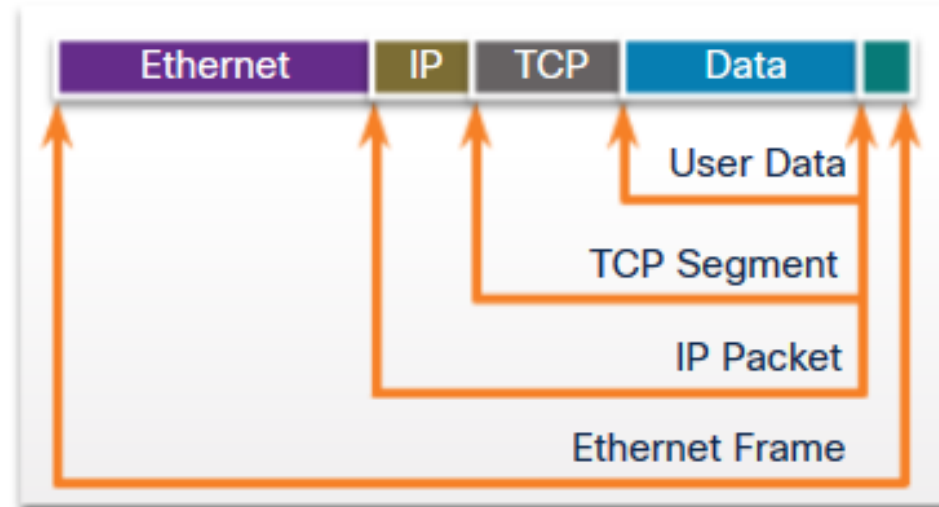 Ethernet IP TCP Data
User Data
TCP Segment
IP Packet
Ethernet Frame